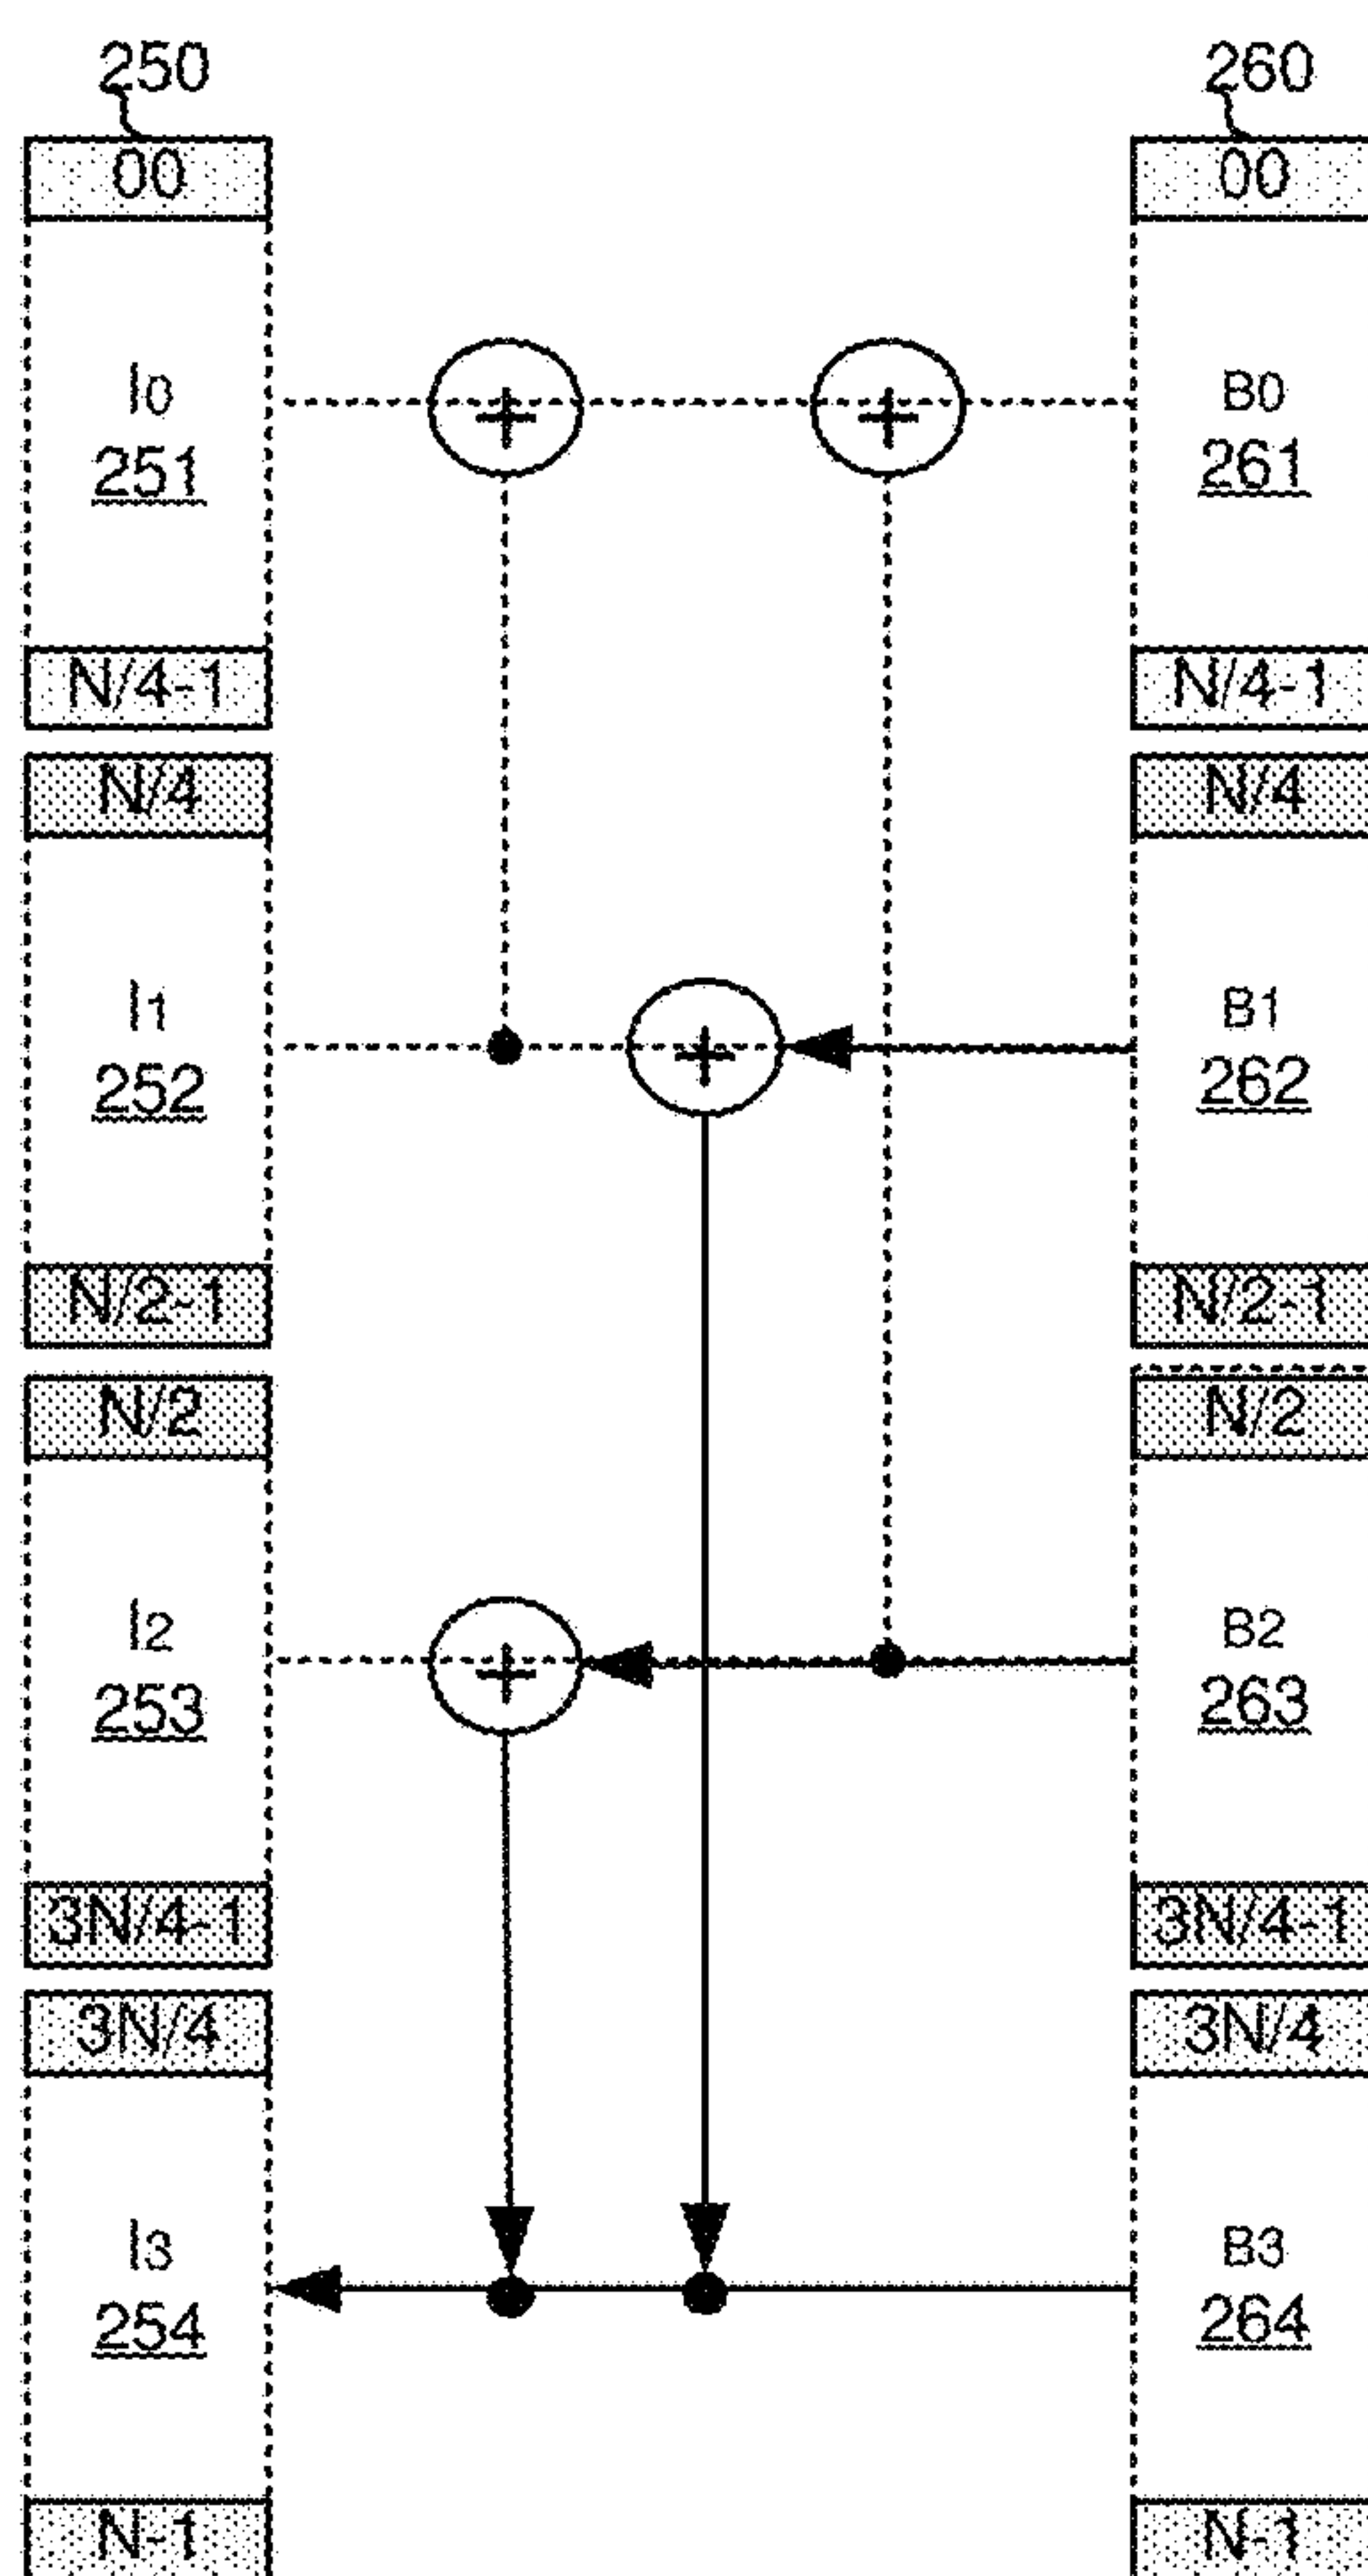 250 260
00 00
I0 B0
251 261
+ +
N/4-1 N/4-1
N/4 N/4
I1 B1
252 + 262
N/2-1 N/2-1
N/2 N/2
I2 B2
253 + 263
3N/4-1 3N/4-1
3N/4 3N/4
I3 B3
254 264
N-1 N-1